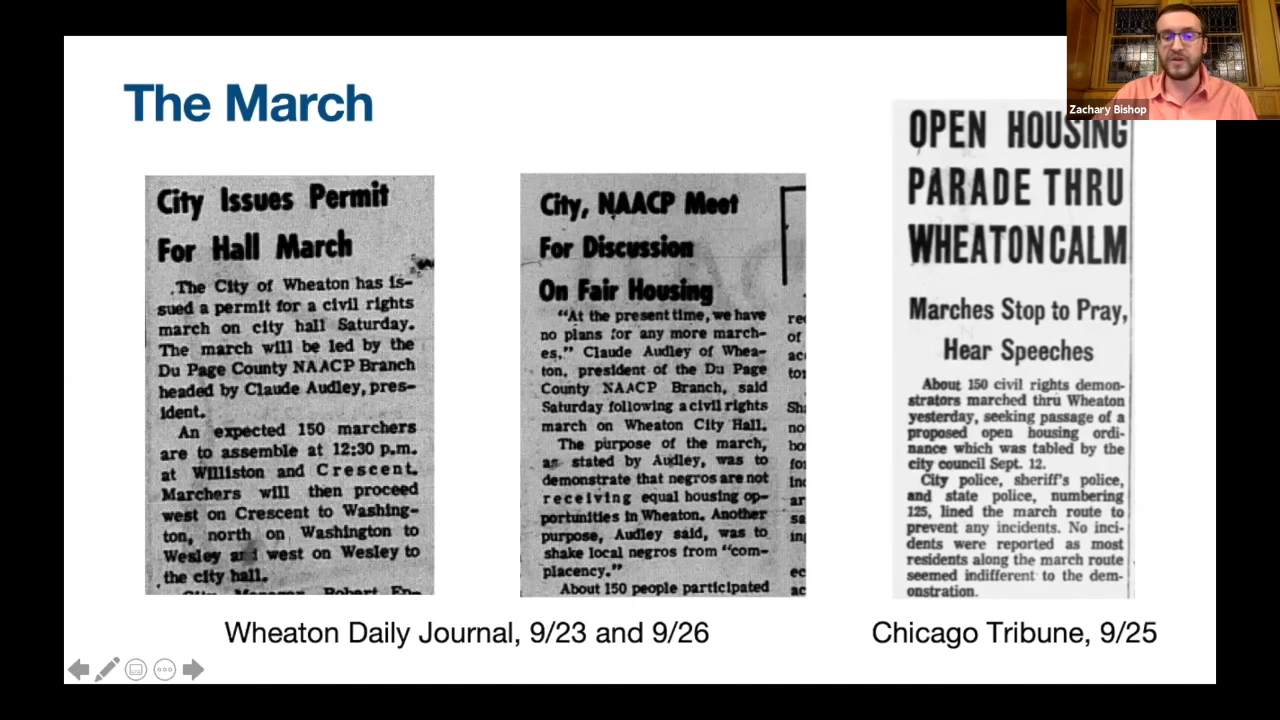 The March
City Issues Permit
For Hall March
The City of Wheaton has is-
sued a permit for a civil rights
march on city hall Saturday.
The march will be led by the
Du Page County NAACP Branch
headed by Claude Audley, pres-
ident.
An expected 150 marchers
are to assemble at 12:30 p.m.
at Williston and Crescent.
Marchers will then proceed
west on Crescent to Washing-
ton, north on Washington to
Wesley and west on Wesley to
the city hall.
City Manager Robert
City, NAACP Meet
For Discussion
On Fair Housing
"At the present time, we have
no plans for any more march-
es," Claude Audley of Whea-
ton, president of the Du Page
County NAACP Branch, said
Saturday following a civil rights
march on Wheaton City Hall.
The purpose of the march,
as stated by Audley, was to
demonstrate that negros are not
receiving equal housing op-
portunities in Wheaton. Another
purpose, Audley said, was to
shake local negros from "com-
placency."
About 150 people participated
Wheaton Daily Journal, 9/23 and 9/26
OPEN HOUSING
PARADE THRU
WHEATON CALM
Marches Stop to Pray,
Hear Speeches
About 150 civil rights demon-
strators marched thru Wheaton
yesterday, seeking passage of a
proposed open housing ordi-
nance which was tabled by the
city council Sept. 12.
City police, sheriff's police,
and state police, numbering
125, lined the march route to
prevent any incidents. No inci-
dents were reported as most
residents along the march route
seemed indifferent to the dem-
onstration.
Chicago Tribune, 9/25
Zachary Bishop